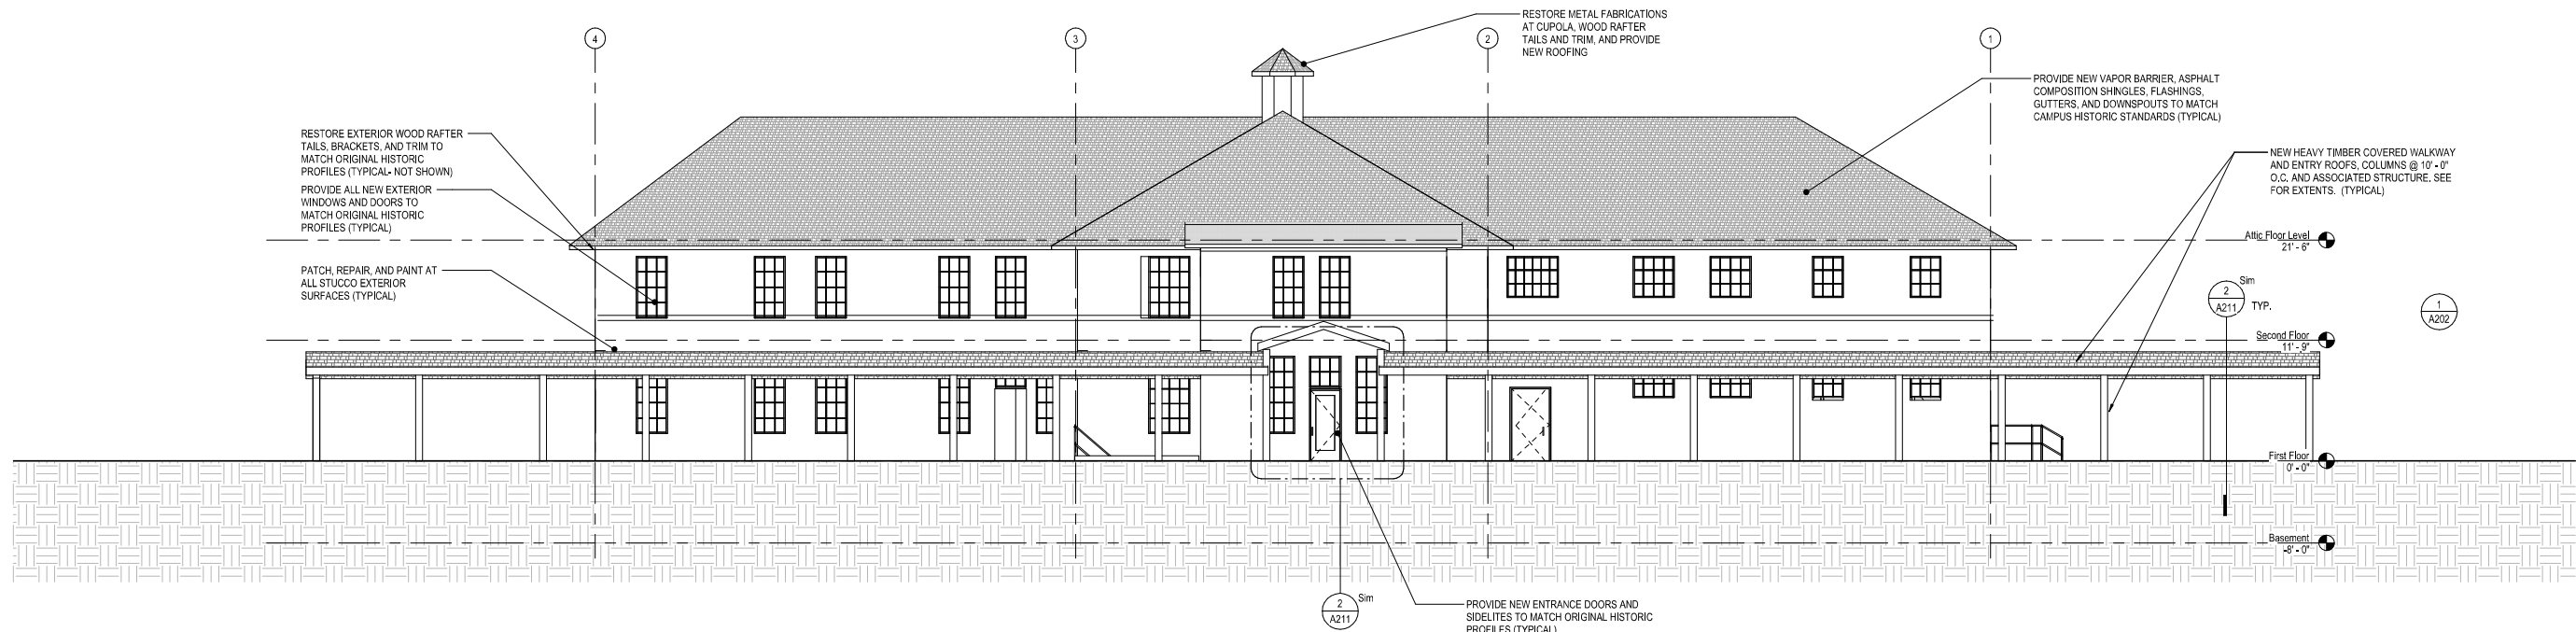 4
3
2
1
RESTORE METAL FABRICATIONS
AT CUPOLA, WOOD RAFTER
TAILS AND TRIM, AND PROVIDE
NEW ROOFING
PROVIDE NEW VAPOR BARRIER, ASPHALT
COMPOSITION SHINGLES, FLASHINGS,
GUTTERS, AND DOWNSPOUTS TO MATCH
CAMPUS HISTORIC STANDARDS (TYPICAL)
RESTORE EXTERIOR WOOD RAFTER
TAILS, BRACKETS, AND TRIM TO
MATCH ORIGINAL HISTORIC
PROFILES (TYPICAL- NOT SHOWN)
PROVIDE ALL NEW EXTERIOR
WINDOWS AND DOORS TO
MATCH ORIGINAL HISTORIC
PROFILES (TYPICAL)
PATCH, REPAIR, AND PAINT AT
ALL STUCCO EXTERIOR
SURFACES (TYPICAL)
NEW HEAVY TIMBER COVERED WALKWAY
AND ENTRY ROOFS, COLUMNS @ 10' - 0"
O.C. AND ASSOCIATED STRUCTURE. SEE
FOR EXTENTS. (TYPICAL)
Attic Floor Level
21' - 6"
2
A211
Sim
TYP.
1
A202
Second Floor
11' - 9"
First Floor
0' - 0"
Basement
-8' - 0"
2
A211
Sim
PROVIDE NEW ENTRANCE DOORS AND
SIDELITES TO MATCH ORIGINAL HISTORIC
PROFILES (TYPICAL)